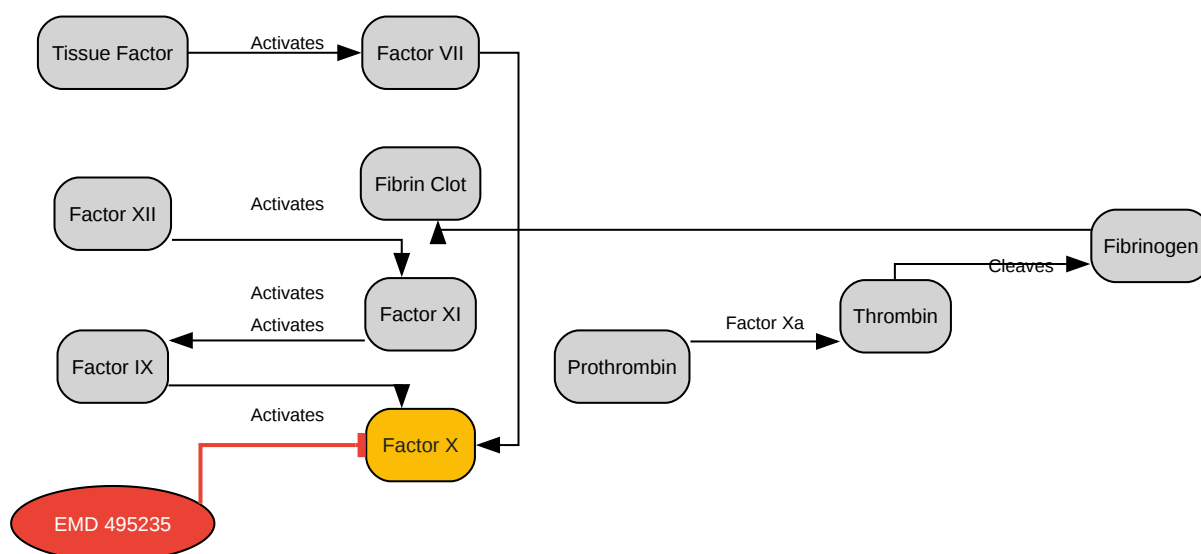 Tissue Factor
Activates
Factor VII
Fibrin Clot
Factor XII
Activates
Fibrinogen
Cleaves
Activates
Factor XI
Thrombin
Activates
Factor Xa
Factor IX
Prothrombin
Activates
Factor X
EMD 495235